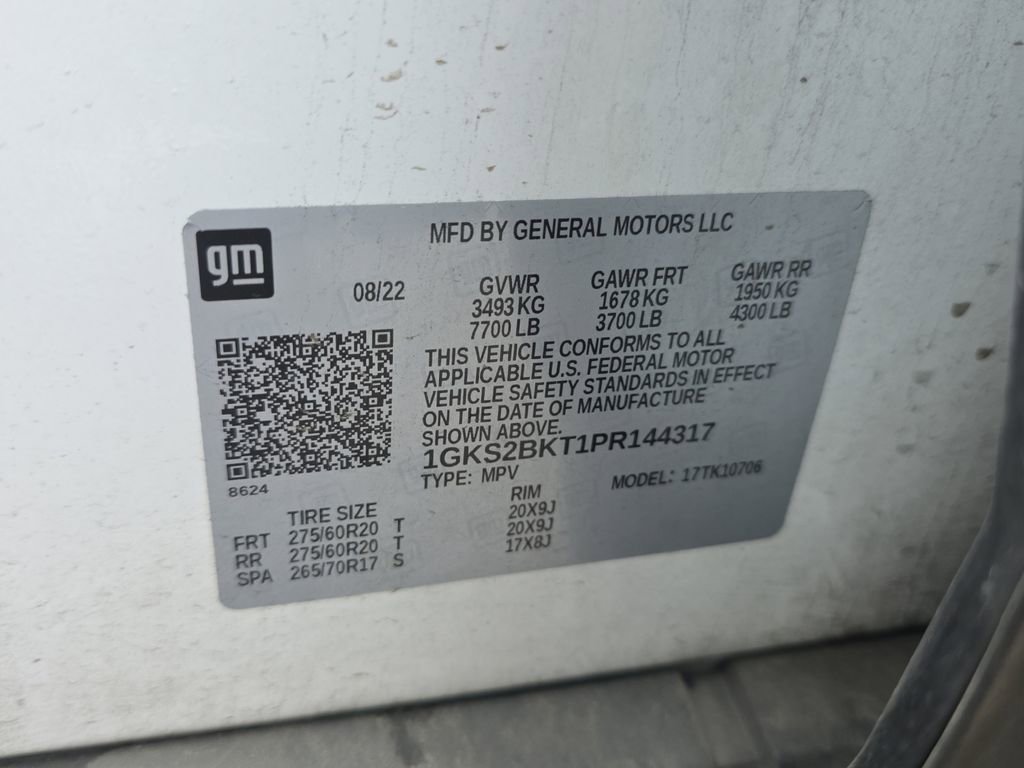 gm
MFD BY GENERAL MOTORS LLC
08/22 GVWR GAWR FRT GAWR RR
3493 KG 1678 KG 1950 KG
7700 LB 3700 LB 4300 LB
THIS VEHICLE CONFORMS TO ALL
APPLICABLE U.S. FEDERAL MOTOR
VEHICLE SAFETY STANDARDS IN EFFECT
ON THE DATE OF MANUFACTURE
SHOWN ABOVE.
1GKS2BKT1PR144317
TYPE: MPV MODEL: 17TK10706
8624
TIRE SIZE RIM
FRT 275/60R20 T 20X9J
RR 275/60R20 T 20X9J
SPA 265/70R17 S 17X8J